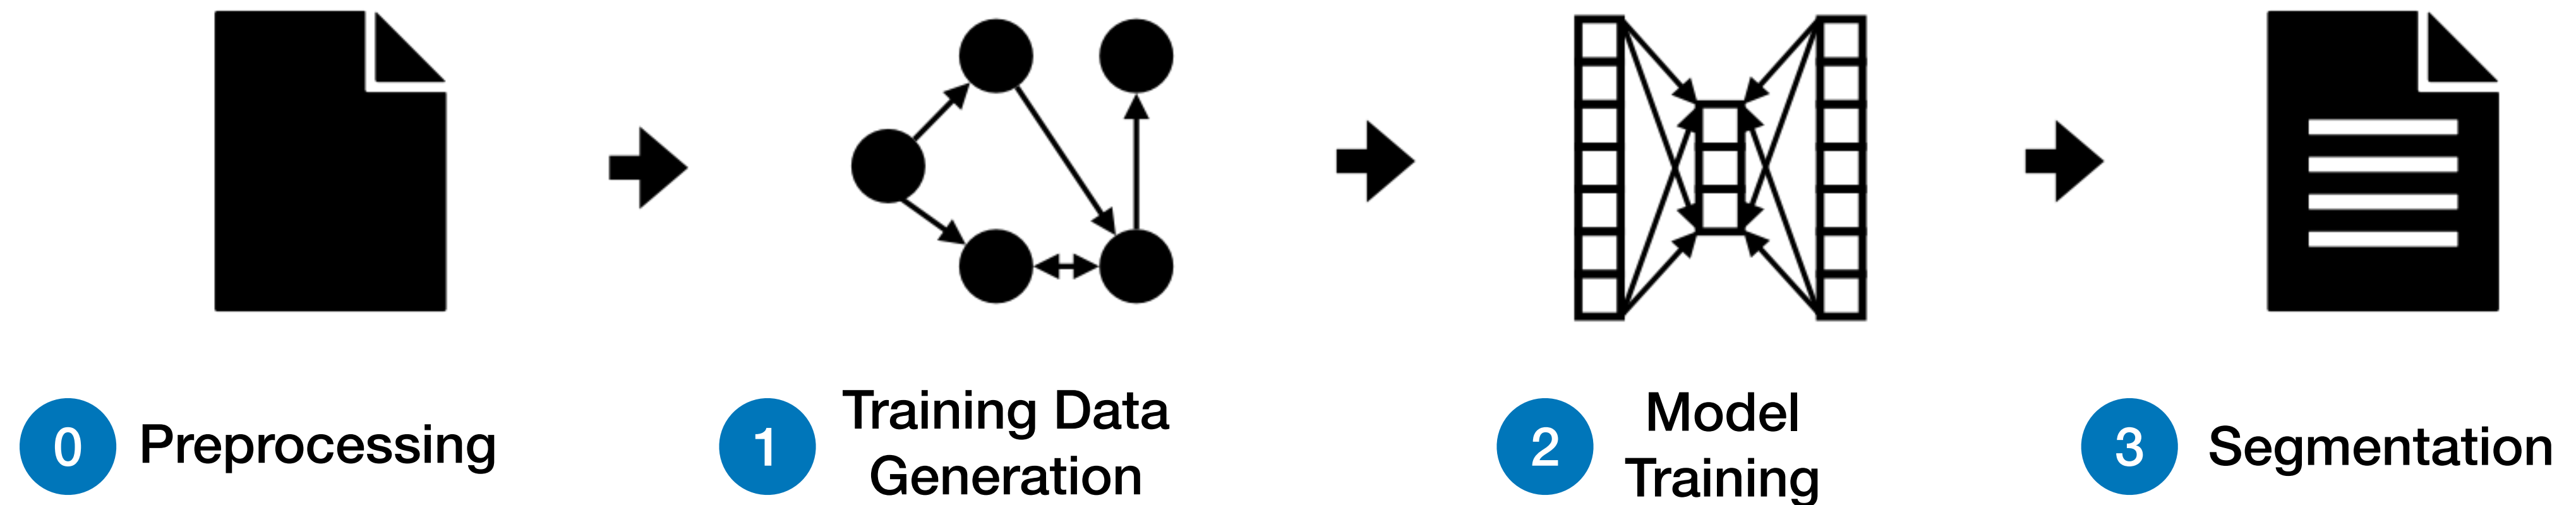 0 Preprocessing
1 Training Data
Generation
2 Model
Training
3 Segmentation